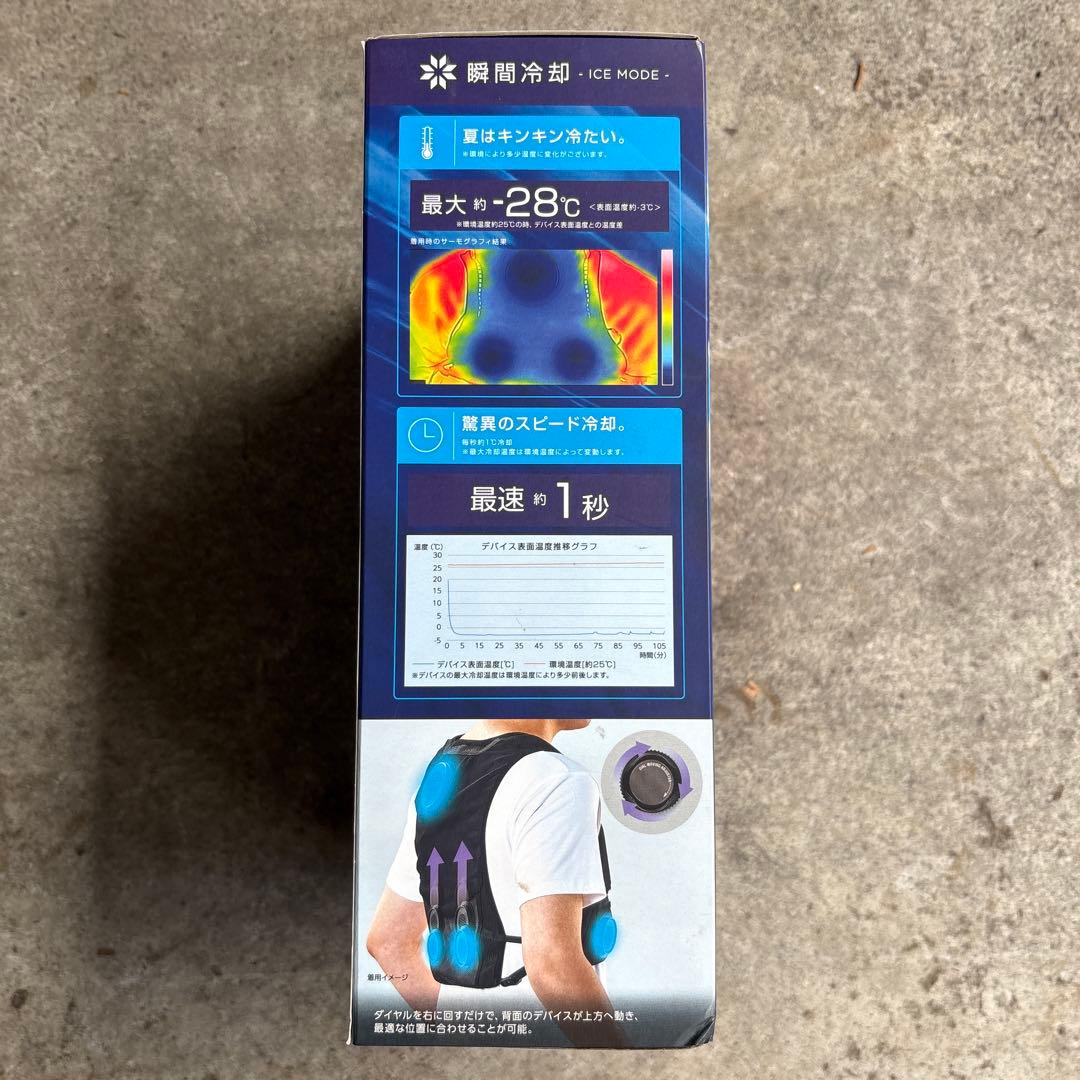 瞬間冷却 - ICE MODE -
夏はキンキン冷たい。
※環境により多少温度に変化がございます。
最大 約 -28℃ <表面温度約-3℃>
※環境温度約25℃の時、デバイス表面温度との温度差
着用時のサーモグラフィ結果
驚異のスピード冷却。
毎秒約1℃冷却
※最大冷却温度は環境温度によって変動します。
最速 約 1 秒
デバイス表面温度推移グラフ
温度 (℃)
30
25
20
15
10
5
0
-5
0 5 15 25 35 45 55 65 75 85 95 105
時間(分)
デバイス表面温度[℃] 環境温度[約25℃]
※デバイスの最大冷却温度は環境温度により多少前後します。
着用イメージ
ダイヤルを右に回すだけで、背面のデバイスが上方へ動き、
最適な位置に合わせることが可能。